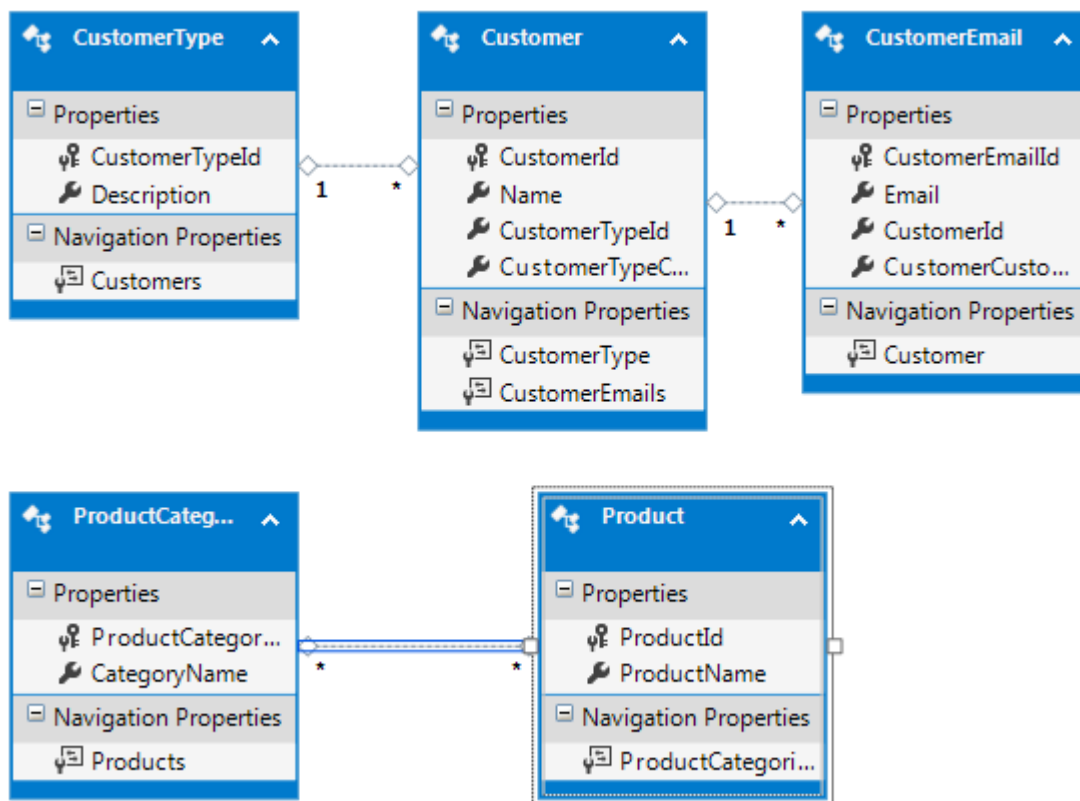 CustomerType
Properties
CustomerTypeId
Description
Navigation Properties
Customers
1 *
Customer
Properties
CustomerId
Name
CustomerTypeId
CustomerTypeC...
Navigation Properties
CustomerType
CustomerEmails
1 *
CustomerEmail
Properties
CustomerEmailId
Email
CustomerId
CustomerCusto...
Navigation Properties
Customer
ProductCateg...
Properties
ProductCategor...
CategoryName
Navigation Properties
Products
* *
Product
Properties
ProductId
ProductName
Navigation Properties
ProductCategori...